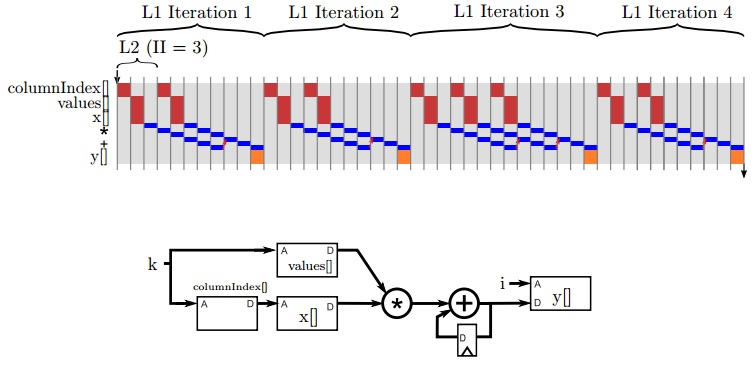 L1 Iteration 1 L1 Iteration 2 L1 Iteration 3 L1 Iteration 4
L2 (II = 3)
columnIndex[]
values[]
x[]
*
+
y[]
k
A D
values[]
columnIndex[]
A D
A D
x[]
*
+
D
i
A
D
y[]